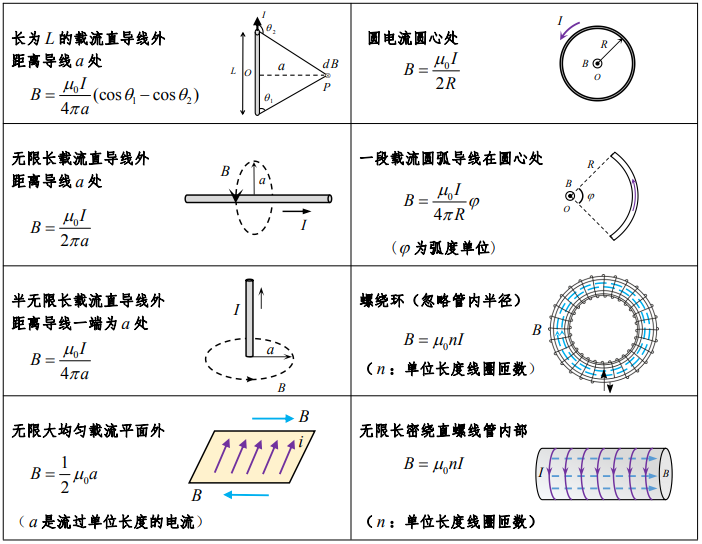 长为 L 的载流直导线外
距离导线 a 处
B = \frac{\mu_0 I}{4\pi a}(\cos\theta_1 - \cos\theta_2)
I
θ₂
L
O
a
dB
P
θ₁
圆电流圆心处
B = \frac{\mu_0 I}{2R}
I
R
B
O
无限长载流直导线外
距离导线 a 处
B = \frac{\mu_0 I}{2\pi a}
B
a
I
一段载流圆弧导线在圆心处
B = \frac{\mu_0 I}{4\pi R}\varphi
(φ为弧度单位)
R
B
O
φ
半无限长载流直导线外
距离导线一端为 a 处
B = \frac{\mu_0 I}{4\pi a}
I
a
B
螺绕环（忽略管内半径）
B = μ₀nI
（n：单位长度线圈匝数）
B
无限大均匀载流平面外
B = \frac{1}{2}\mu_0 a
（a 是流过单位长度的电流）
B
i
B
无限长密绕直螺线管内部
B = μ₀nI
（n：单位长度线圈匝数）
I
B